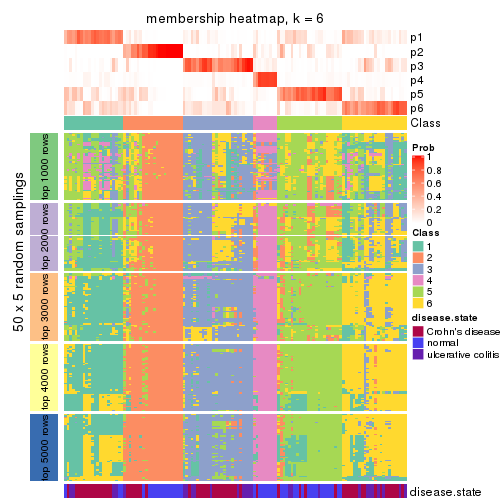 membership heatmap, k = 6
p1
p2
p3
p4
p5
p6
Class
50 x 5 random samplings
top 1000 rows
top 2000 rows
top 3000 rows
top 4000 rows
top 5000 rows
Prob
1
0.8
0.6
0.4
0.2
0
Class
1
2
3
4
5
6
disease.state
Crohn's disease
normal
ulcerative colitis
disease.state